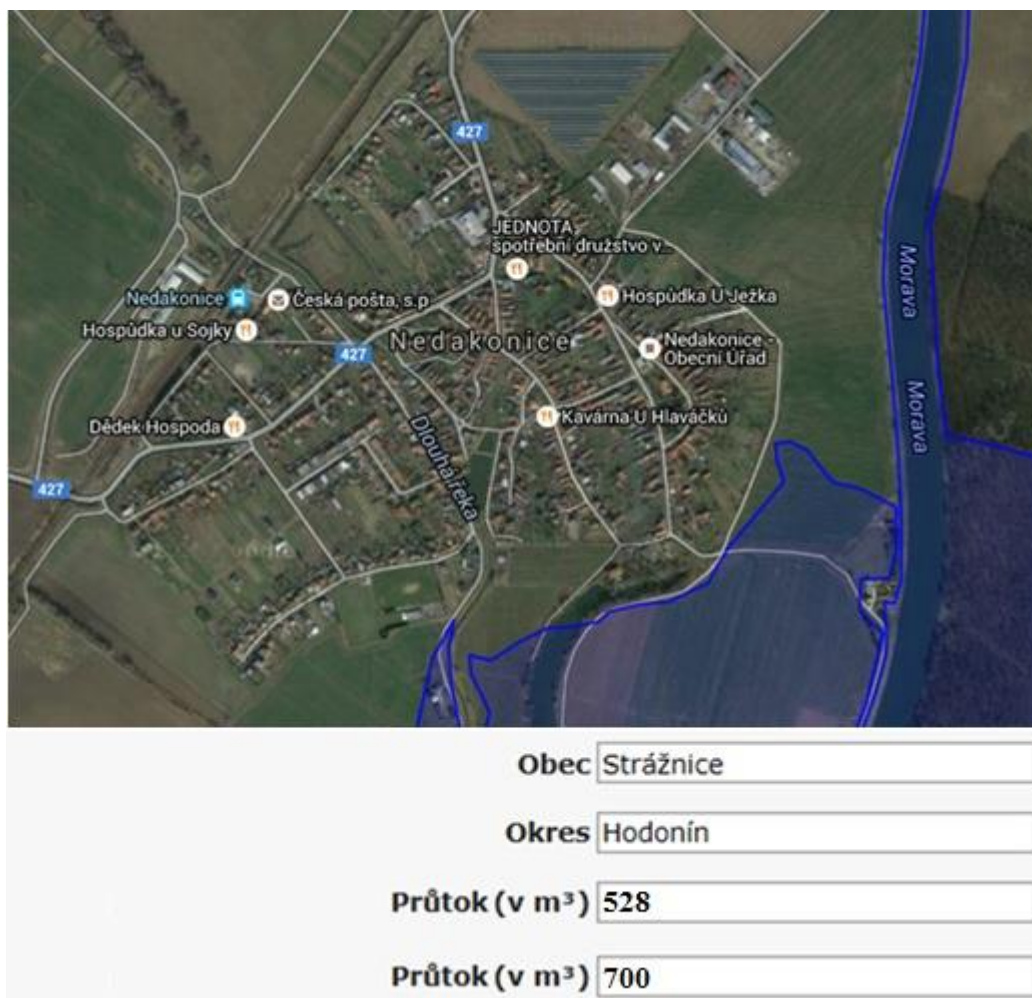 427
JEDNOTA,
spotřební družstvo v...
Nedakonice
Česká pošta, s.p
Hospůdka U Ježka
Hospůdka u Sojky
427
Nedakonice
Nedakonice -
Obecní Úřad
Dědek Hospoda
Kavárna U Hlaváčků
Dlouhá řeka
427
Morava
Morava
Obec Strážnice
Okres Hodonín
Průtok (v m³) 528
Průtok (v m³) 700